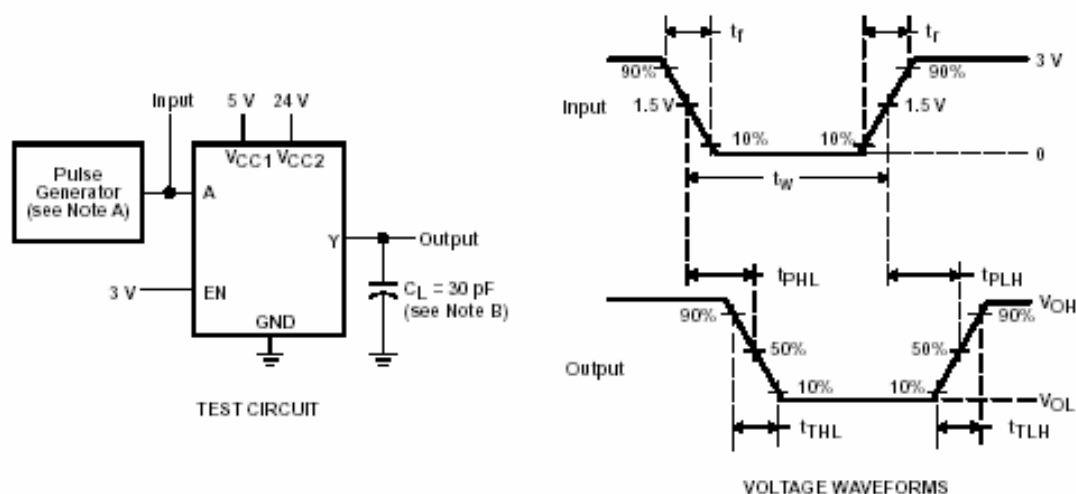 Input
5 V
24 V
VCC1
VCC2
Pulse
Generator
(see Note A)
A
Y
Output
3 V
EN
CL = 30 pF
(see Note B)
GND
TEST CIRCUIT
tf
tr
3 V
90%
90%
Input
1.5 V
1.5 V
10%
10%
0
tw
tPHL
tPLH
VOH
90%
90%
50%
50%
Output
10%
10%
VOL
tTHL
tTLH
VOLTAGE WAVEFORMS